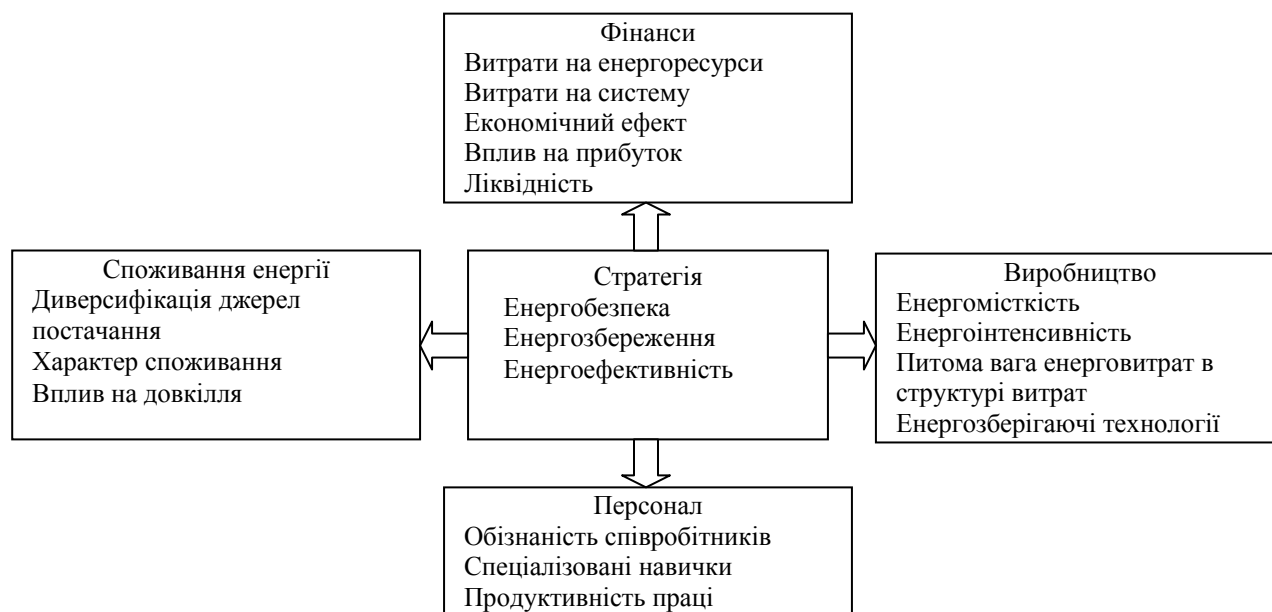 Фінанси
Витрати на енергоресурси
Витрати на систему
Економічний ефект
Вплив на прибуток
Ліквідність
Споживання енергії
Диверсифікація джерел
постачання
Характер споживання
Вплив на довкілля
Стратегія
Енергобезпека
Енергозбереження
Енергоефективність
Виробництво
Енергомісткість
Енергоінтенсивність
Питома вага енерговитрат в
структурі витрат
Енергозберігаючі технології
Персонал
Обізнаність співробітників
Спеціалізовані навички
Продуктивність праці